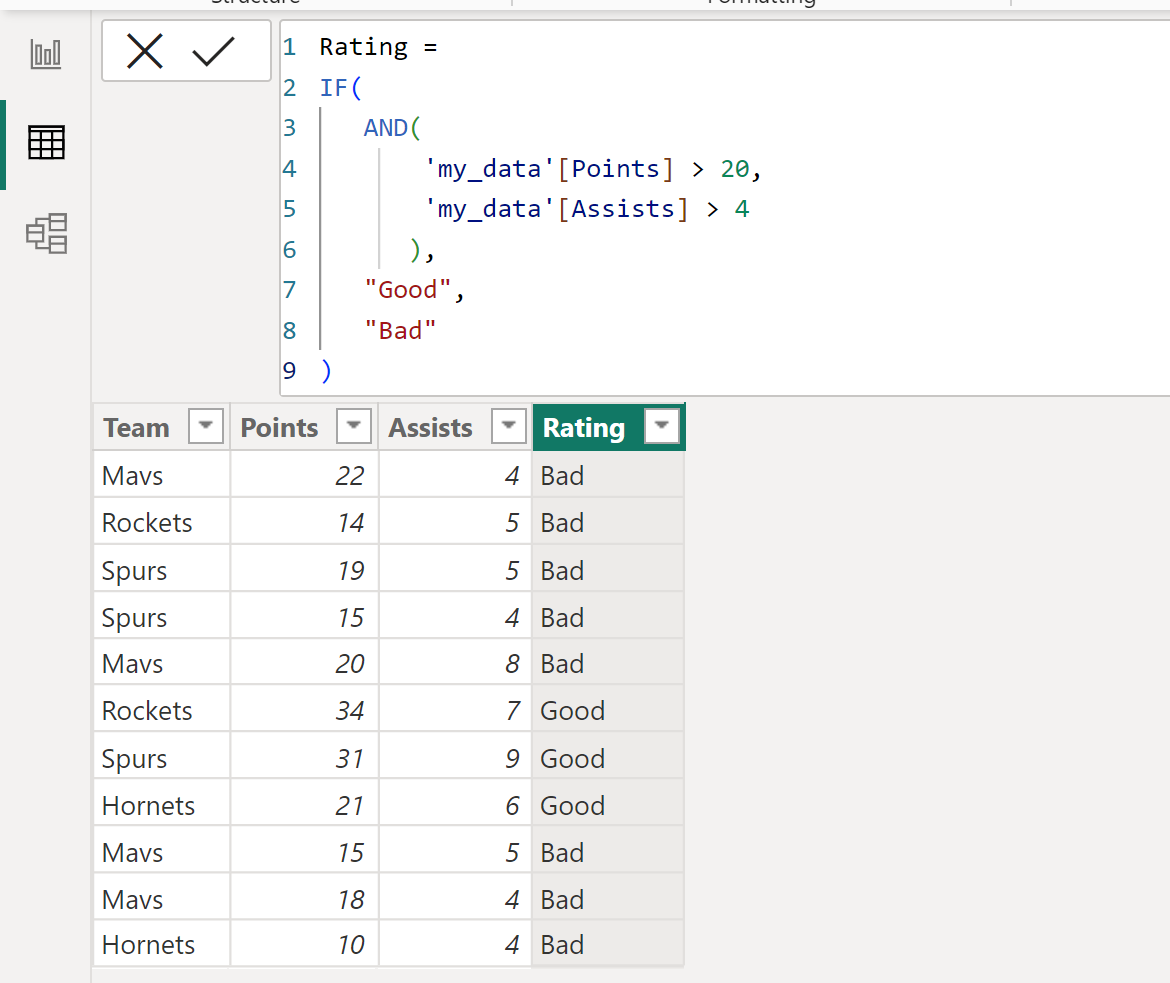 Structure Formatting
1 Rating =
2 IF(
3 AND(
4 'my_data'[Points] > 20,
5 'my_data'[Assists] > 4
6 ),
7 "Good",
8 "Bad"
9 )
Team Points Assists Rating
Mavs 22 4 Bad
Rockets 14 5 Bad
Spurs 19 5 Bad
Spurs 15 4 Bad
Mavs 20 8 Bad
Rockets 34 7 Good
Spurs 31 9 Good
Hornets 21 6 Good
Mavs 15 5 Bad
Mavs 18 4 Bad
Hornets 10 4 Bad